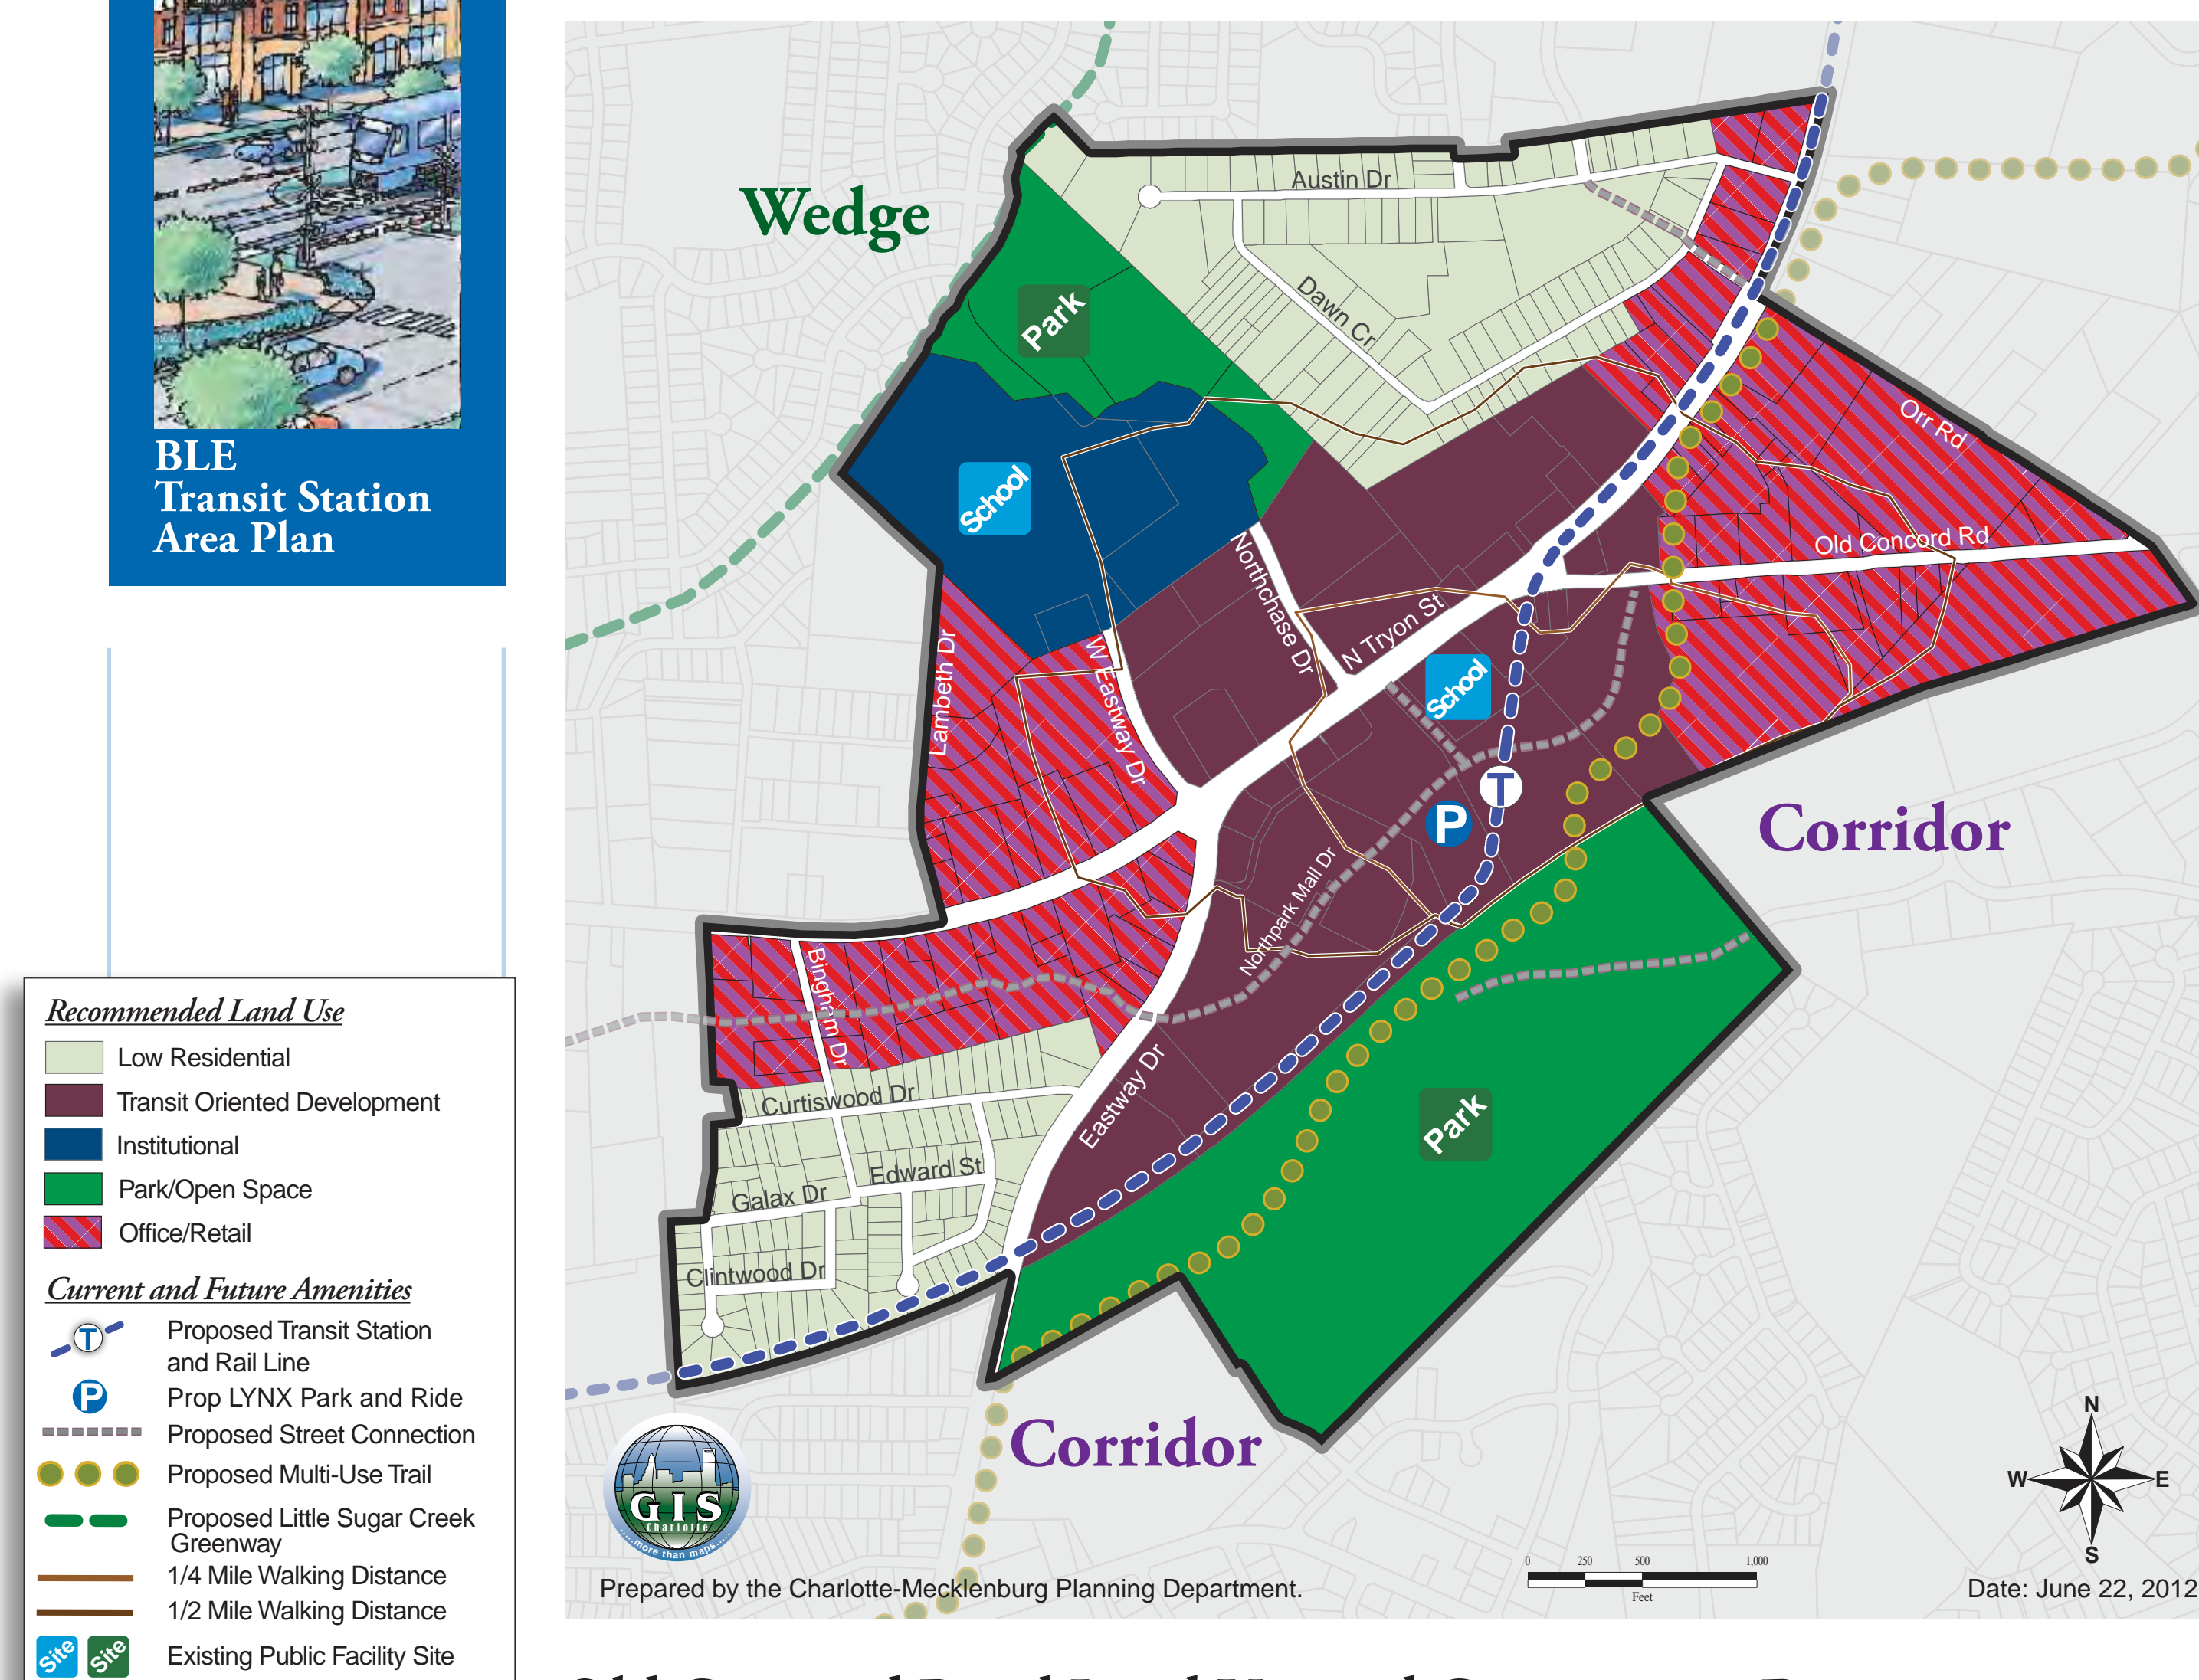 BLE
Transit Station
Area Plan
Recommended Land Use
Low Residential
Transit Oriented Development
Institutional
Park/Open Space
Office/Retail
Current and Future Amenities
T
Proposed Transit Station
and Rail Line
P
Prop LYNX Park and Ride
Proposed Street Connection
Proposed Multi-Use Trail
Proposed Little Sugar Creek
Greenway
1/4 Mile Walking Distance
1/2 Mile Walking Distance
Site
Site
Existing Public Facility Site
Wedge
Austin Dr
Dawn Cr
Park
School
Orr Rd
Old Concord Rd
Northchase Dr
N Tryon St
Lambeth Dr
W Eastway Dr
School
T
P
Corridor
Northpark Mall Dr
Bingham Dr
Eastway Dr
Curtiswood Dr
Edward St
Galax Dr
Clintwood Dr
Park
Corridor
GIS
Charlotte
.....more than maps.....
Prepared by the Charlotte-Mecklenburg Planning Department.
0 250 500 1,000
Feet
N
W E
S
Date: June 22, 2012